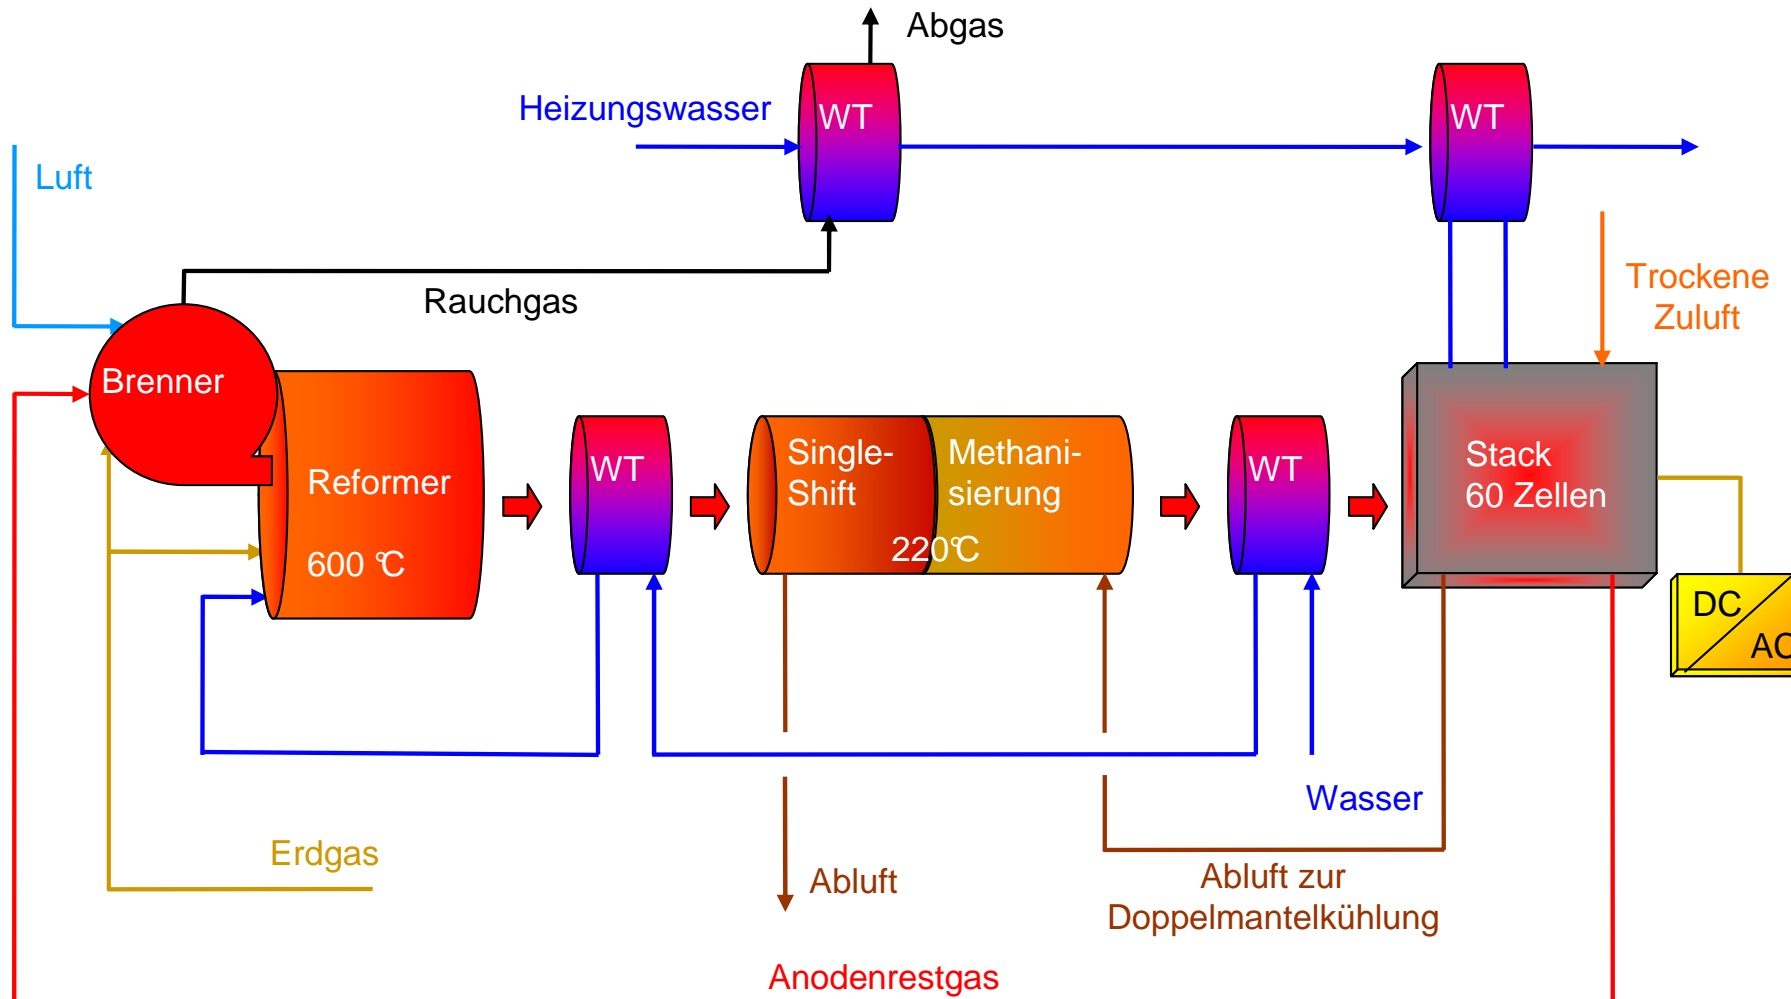 Abgas
Heizungswasser
WT
WT
Luft
Rauchgas
Trockene
Zuluft
Brenner
Reformer
600 °C
WT
Single-
Shift
Methani-
sierung
220°C
WT
Stack
60 Zellen
DC
AC
Wasser
Erdgas
Abluft
Abluft zur
Doppelmantelkühlung
Anodenrestgas